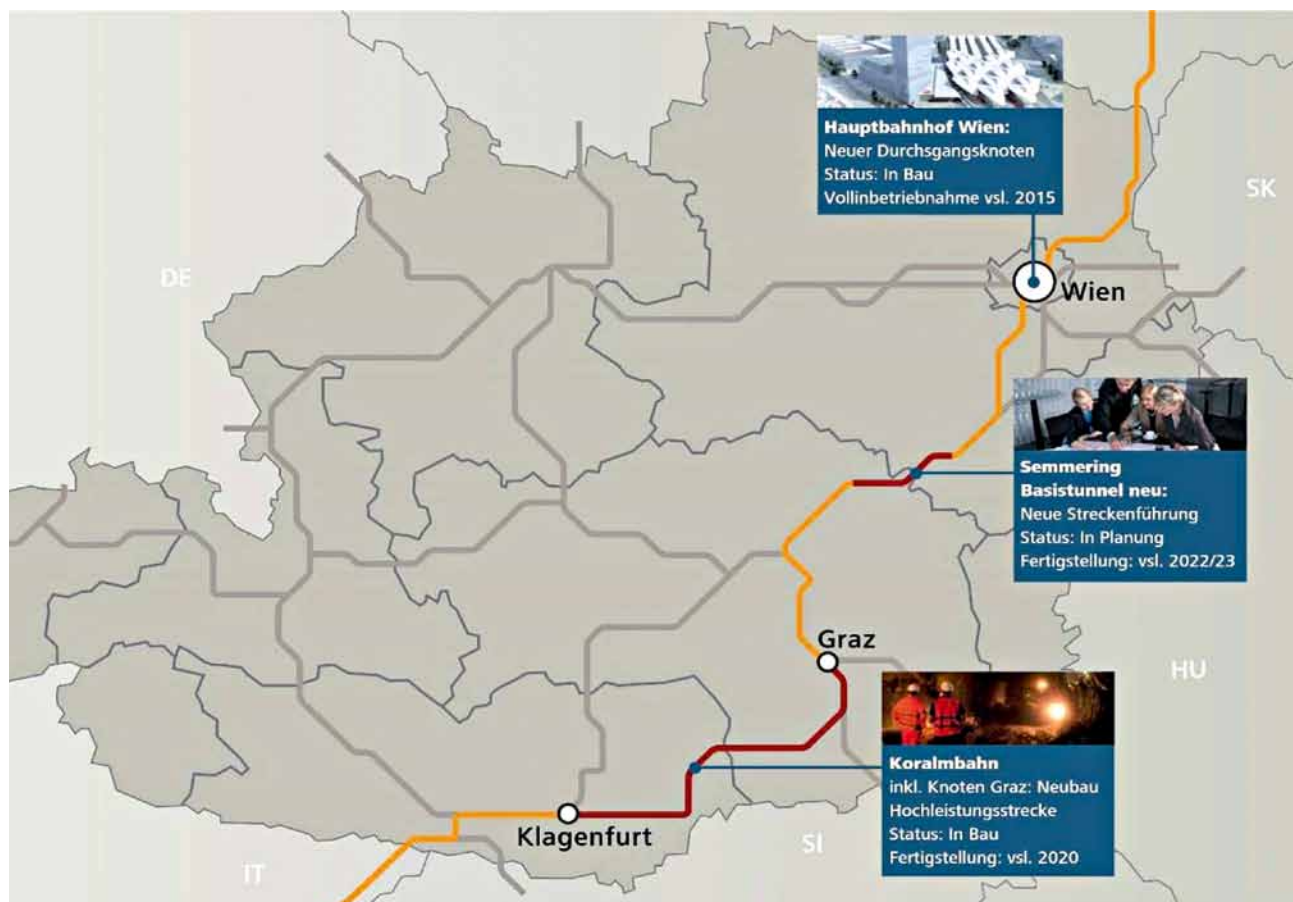 Hauptbahnhof Wien:
Neuer Durchsgangsknoten
Status: In Bau
Vollinbetriebnahme vsl. 2015
SK
DE
Wien
Semmering
Basistunnel neu:
Neue Streckenführung
Status: In Planung
Fertigstellung: vsl. 2022/23
Graz
HU
Koralmbahn
inkl. Knoten Graz: Neubau
Hochleistungsstrecke
Status: In Bau
Fertigstellung: vsl. 2020
Klagenfurt
SI
IT